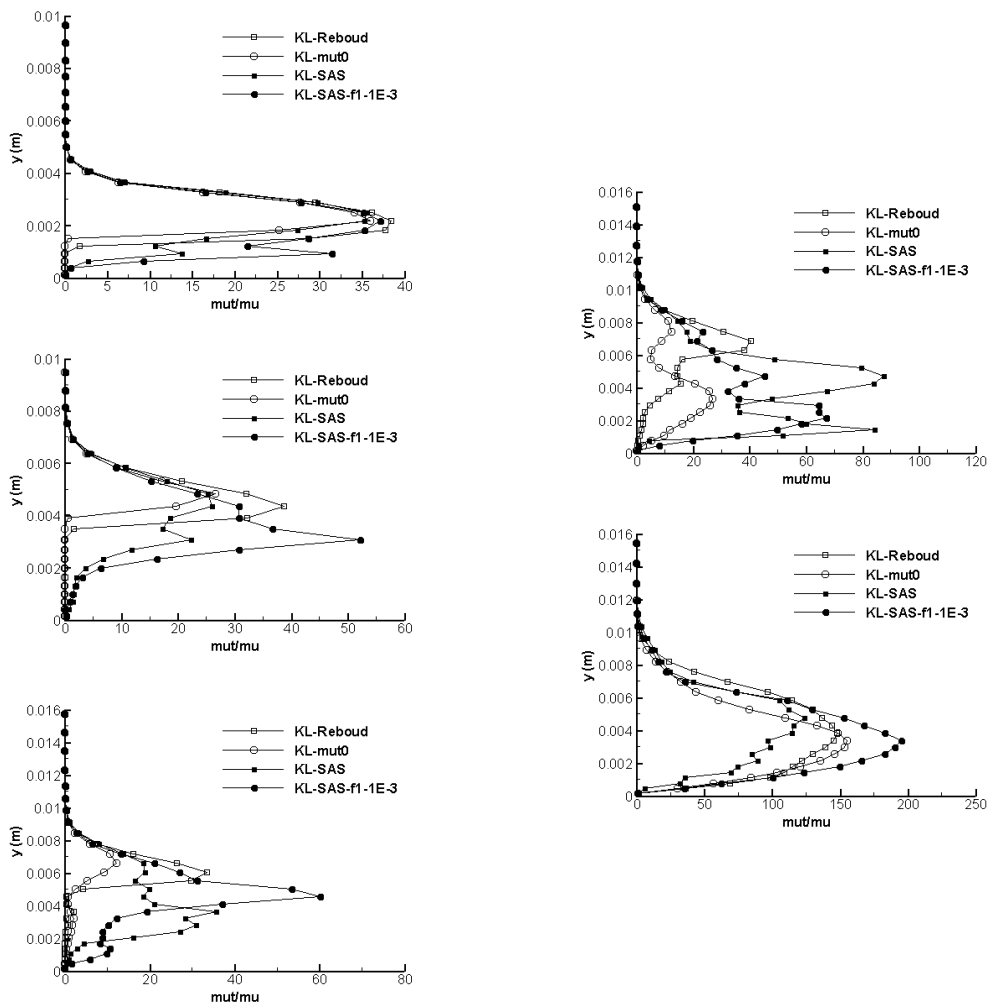 0.01
0.008
0.006
0.004
0.002
0
y (m)
KL-Reboud
KL-mut0
KL-SAS
KL-SAS-f1-1E-3
0 5 10 15 20 25 30 35 40
mut/mu
0.01
0.008
0.006
0.004
0.002
0
y (m)
KL-Reboud
KL-mut0
KL-SAS
KL-SAS-f1-1E-3
0 10 20 30 40 50 60
mut/mu
0.016
0.014
0.012
0.01
0.008
0.006
0.004
0.002
0
y (m)
KL-Reboud
KL-mut0
KL-SAS
KL-SAS-f1-1E-3
0 20 40 60 80
mut/mu
0.016
0.014
0.012
0.01
0.008
0.006
0.004
0.002
0
y (m)
KL-Reboud
KL-mut0
KL-SAS
KL-SAS-f1-1E-3
0 20 40 60 80 100 120
mut/mu
0.016
0.014
0.012
0.01
0.008
0.006
0.004
0.002
0
y (m)
KL-Reboud
KL-mut0
KL-SAS
KL-SAS-f1-1E-3
0 50 100 150 200 250
mut/mu